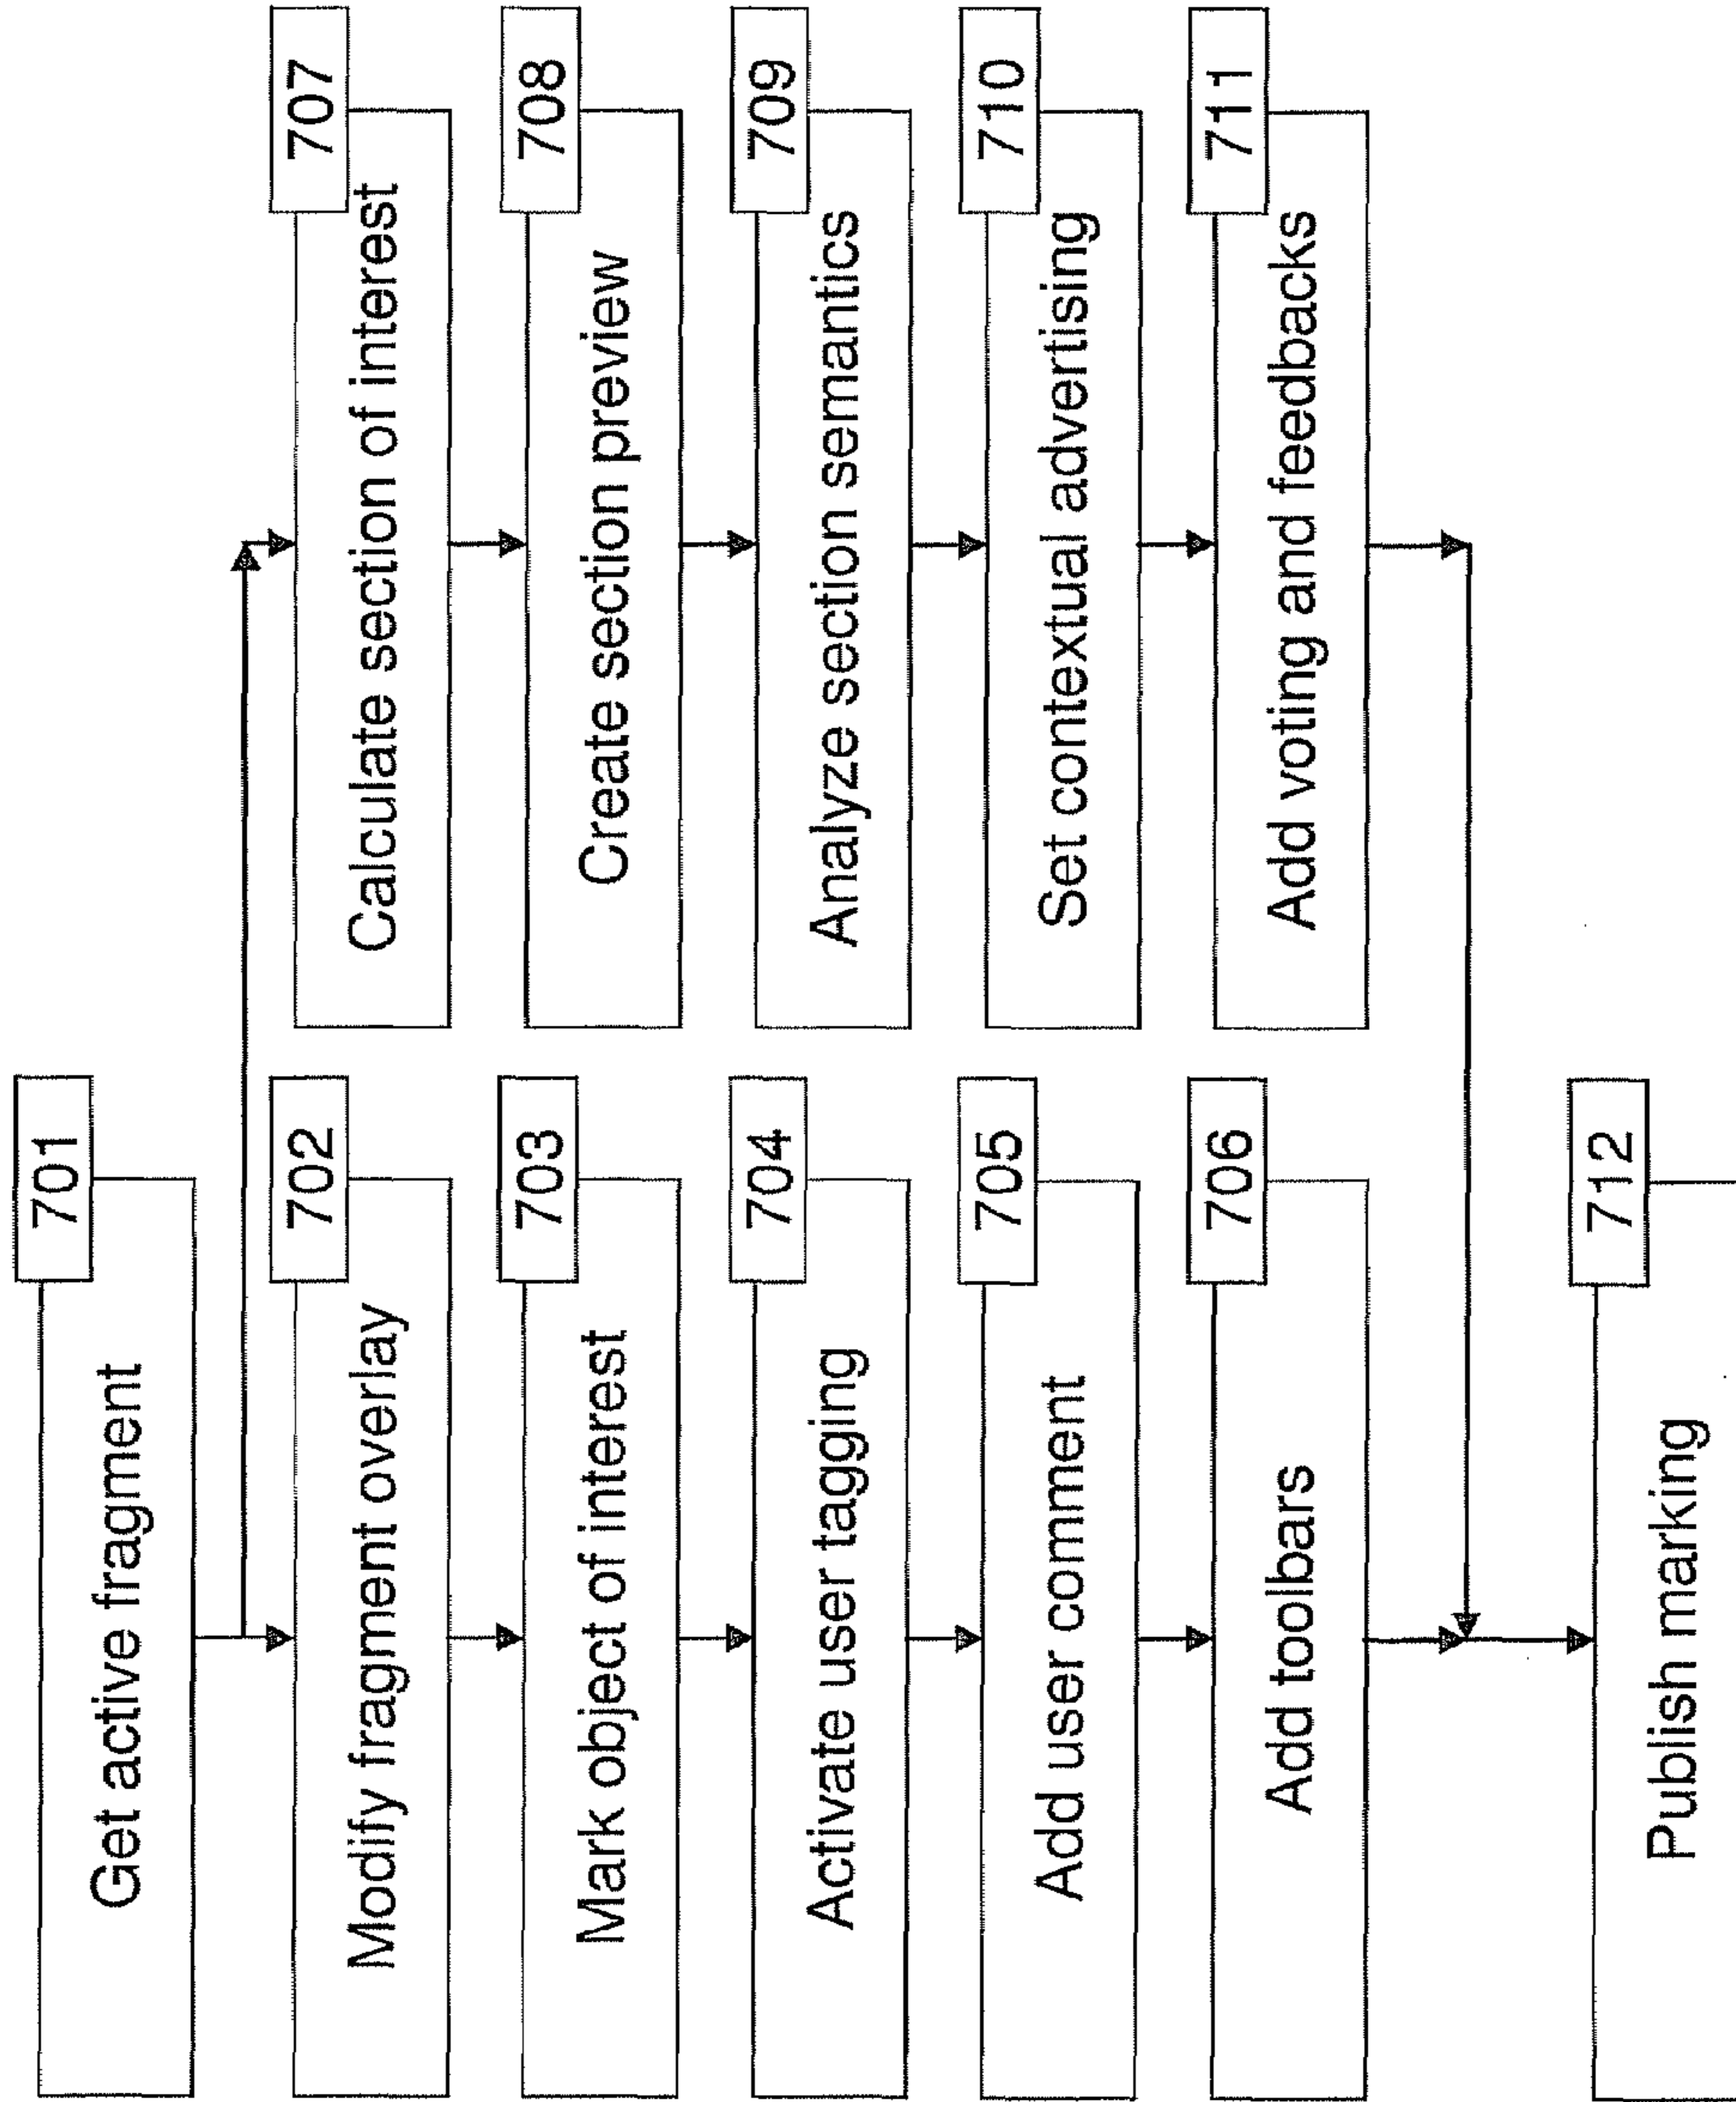 701
Get active fragment
702
Modify fragment overlay
703
Mark object of interest
704
Activate user tagging
705
Add user comment
706
Add toolbars
707
Calculate section of interest
708
Create section preview
709
Analyze section semantics
710
Set contextual advertising
711
Add voting and feedbacks
712
Publish marking